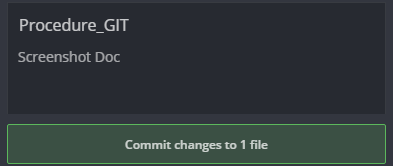 Procedure_GIT
Screenshot Doc
Commit changes to 1 file